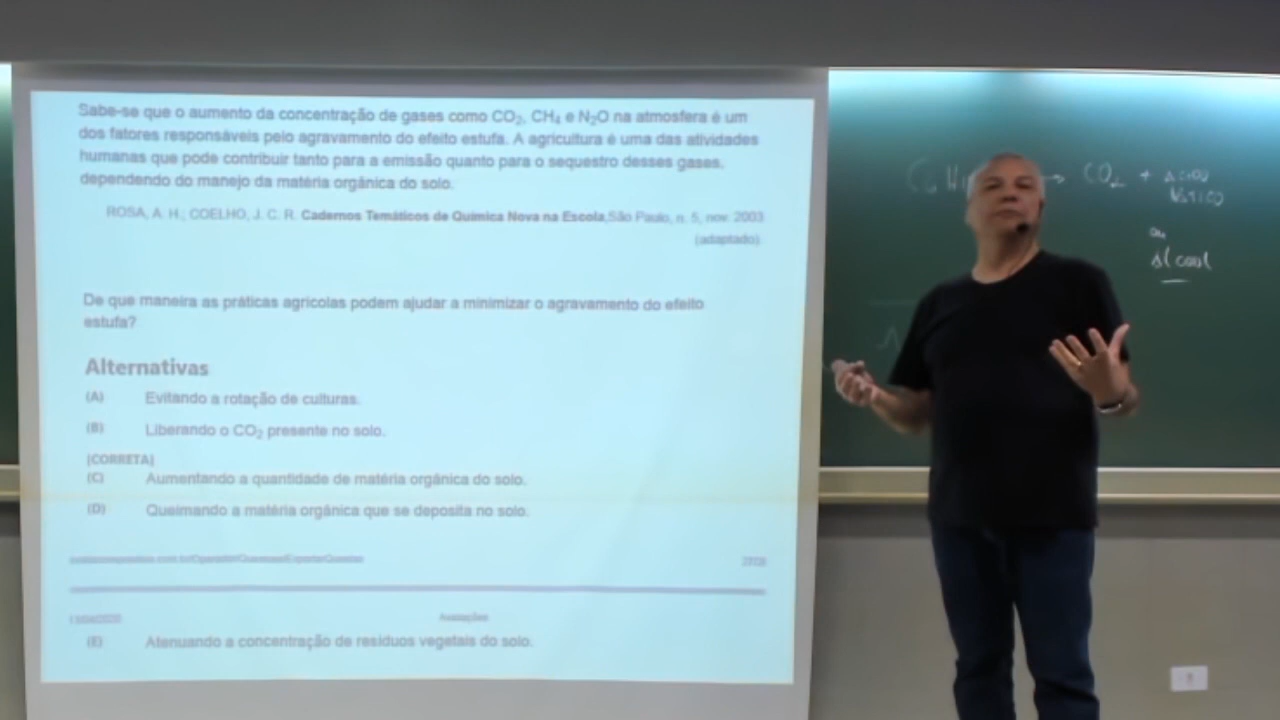 Sabe-se que o aumento da concentração de gases como CO₂, CH₄ e N₂O na atmosfera é um
dos fatores responsáveis pelo agravamento do efeito estufa. A agricultura é uma das atividades
humanas que pode contribuir tanto para a emissão quanto para o sequestro desses gases,
dependendo do manejo da matéria orgânica do solo.
ROSA, A. H.; COELHO, J. C. R. Cadernos Temáticos de Química Nova na Escola,São Paulo, n. 5, nov. 2003
(adaptado).
De que maneira as práticas agrícolas podem ajudar a minimizar o agravamento do efeito
estufa?
Alternativas
(A) Evitando a rotação de culturas.
(B) Liberando o CO₂ presente no solo.
[CORRETA]
(C) Aumentando a quantidade de matéria orgânica do solo.
(D) Queimando a matéria orgânica que se deposita no solo.
Avaliações
(E) Atenuando a concentração de resíduos vegetais do solo.
→ CO₂ +
ou
álcool